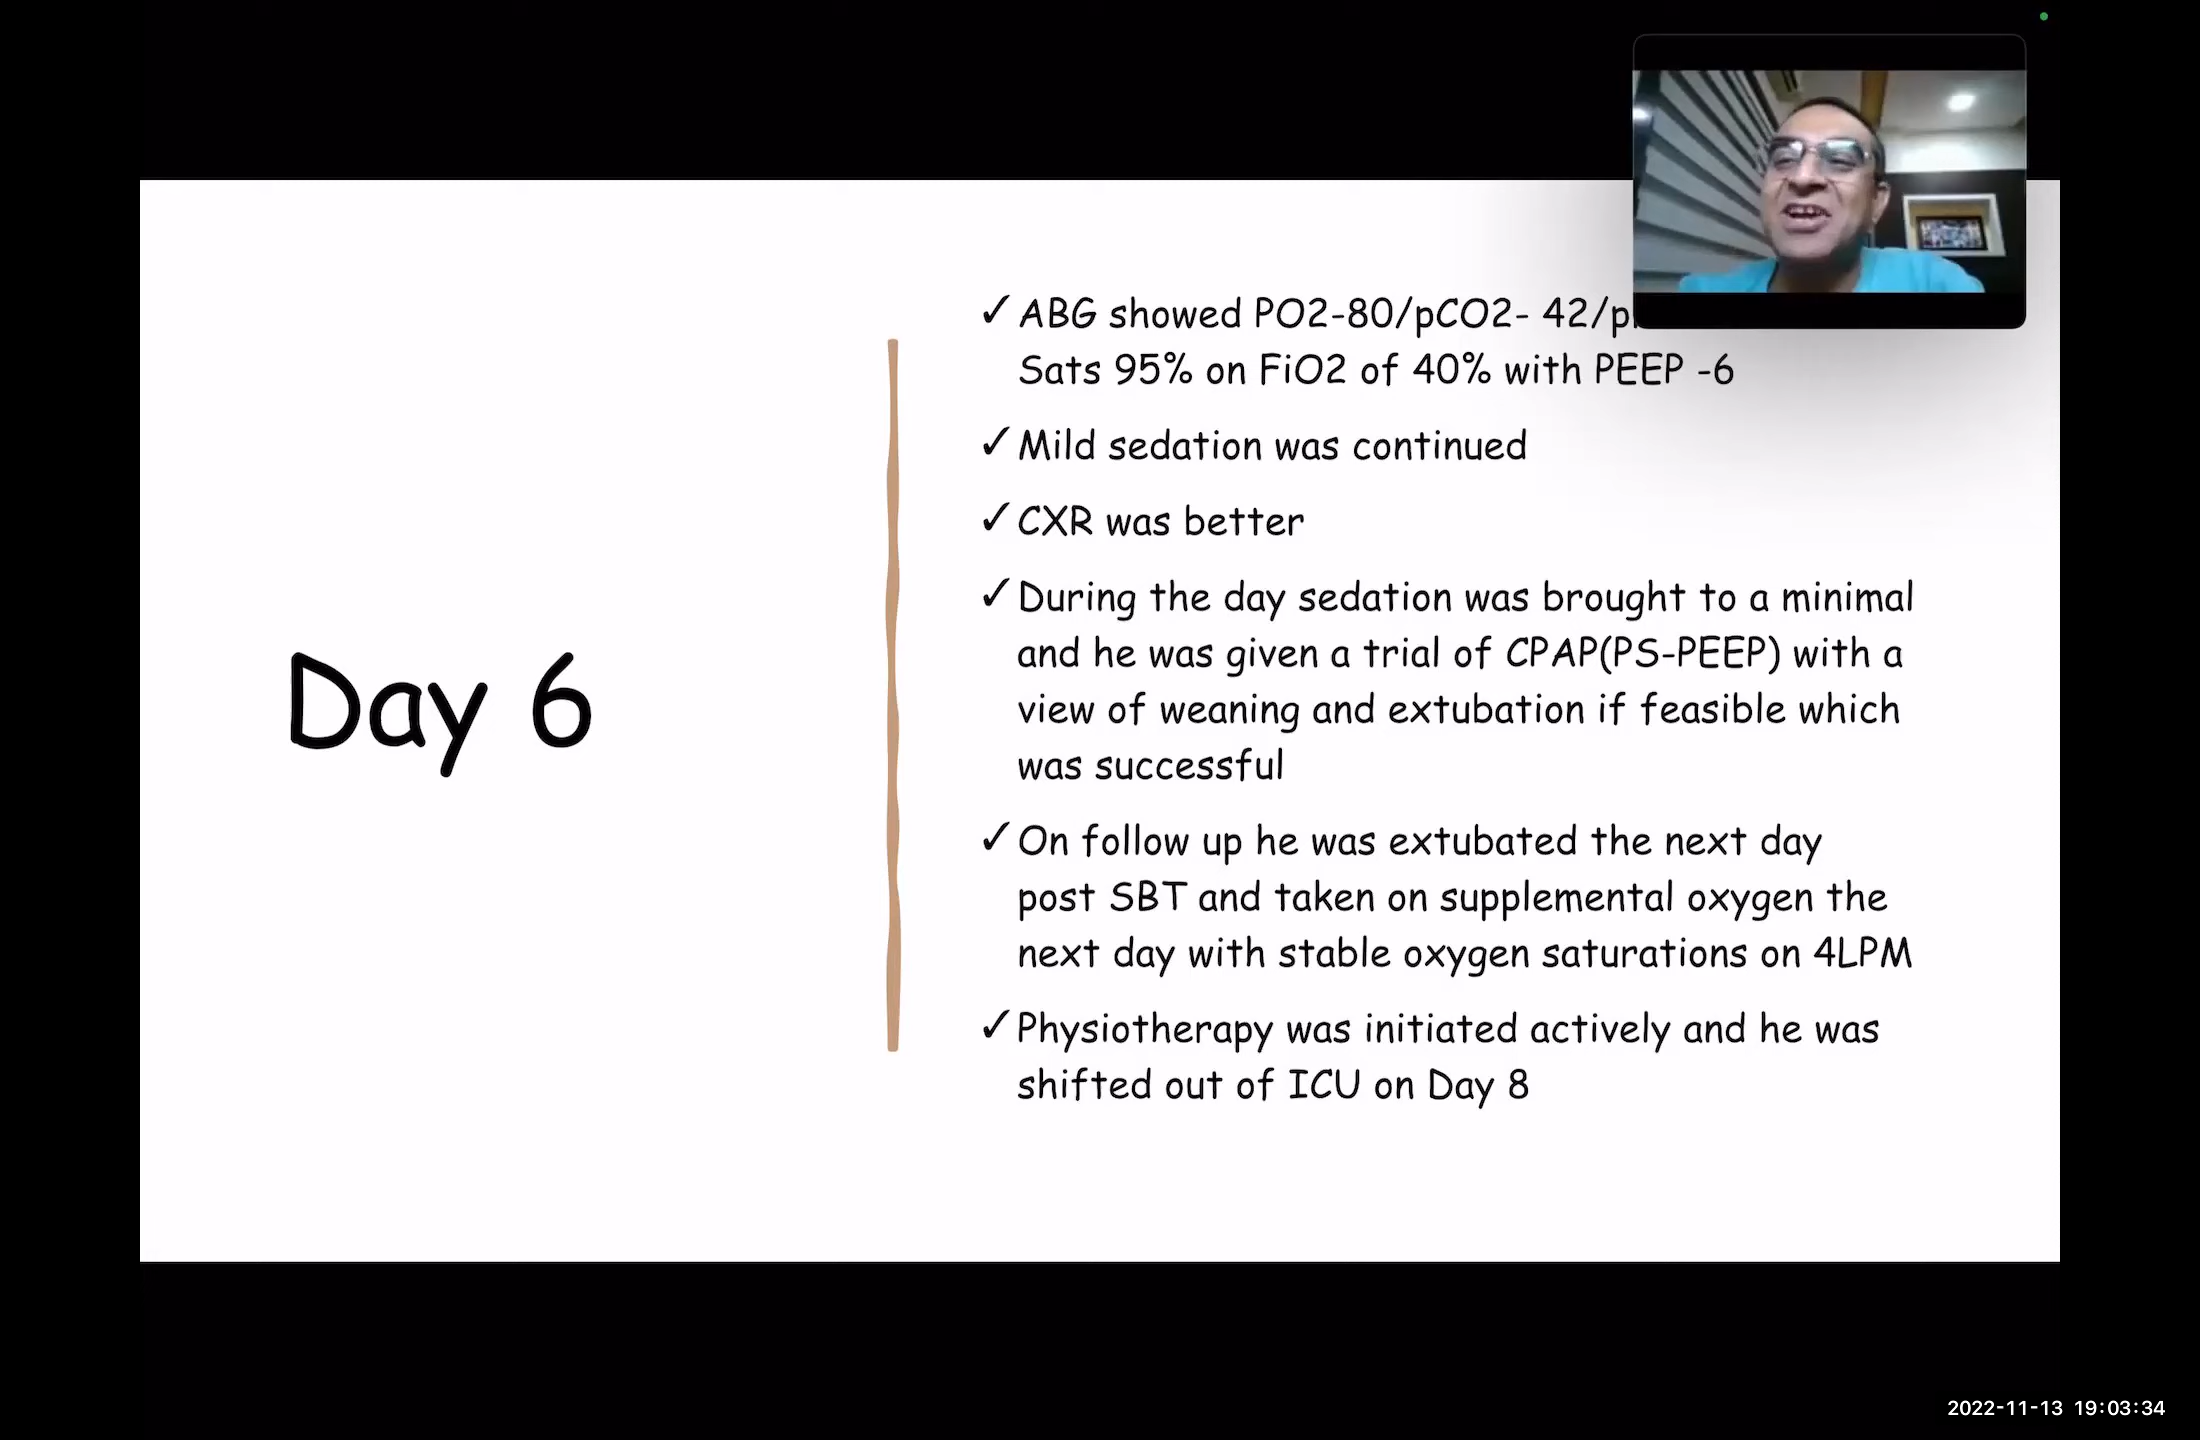 Day 6
✓ ABG showed PO2-80/pCO2- 42/p
Sats 95% on FiO2 of 40% with PEEP -6
✓ Mild sedation was continued
✓ CXR was better
✓ During the day sedation was brought to a minimal
and he was given a trial of CPAP(PS-PEEP) with a
view of weaning and extubation if feasible which
was successful
✓ On follow up he was extubated the next day
post SBT and taken on supplemental oxygen the
next day with stable oxygen saturations on 4LPM
✓ Physiotherapy was initiated actively and he was
shifted out of ICU on Day 8
2022-11-13 19:03:34